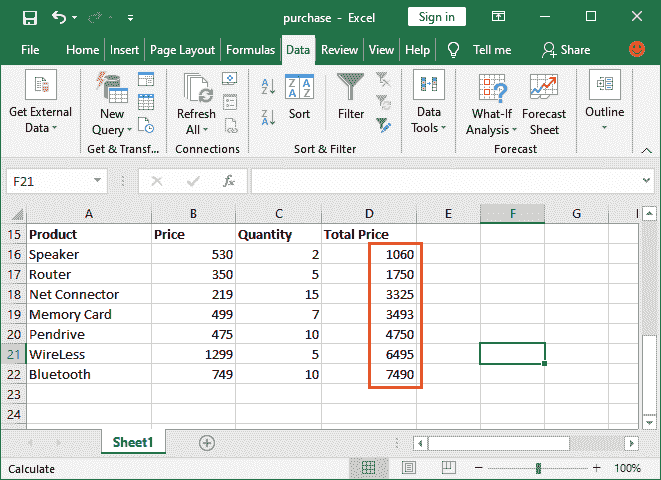 purchase - Excel
Sign in
File Home Insert Page Layout Formulas Data Review View Help Tell me Share
Get External Data
New Query
Refresh All
A Z
Z A
Z A A Z
Sort
Filter
Data Tools
What-If Analysis
Forecast Sheet
Outline
Get & Transf... Connections Sort & Filter Forecast
F21 fx
A B C D E F G
15 Product Price Quantity Total Price
16 Speaker 530 2 1060
17 Router 350 5 1750
18 Net Connector 219 15 3325
19 Memory Card 499 7 3493
20 Pendrive 475 10 4750
21 WireLess 1299 5 6495
22 Bluetooth 749 10 7490
23
24
Sheet1
Calculate 100%